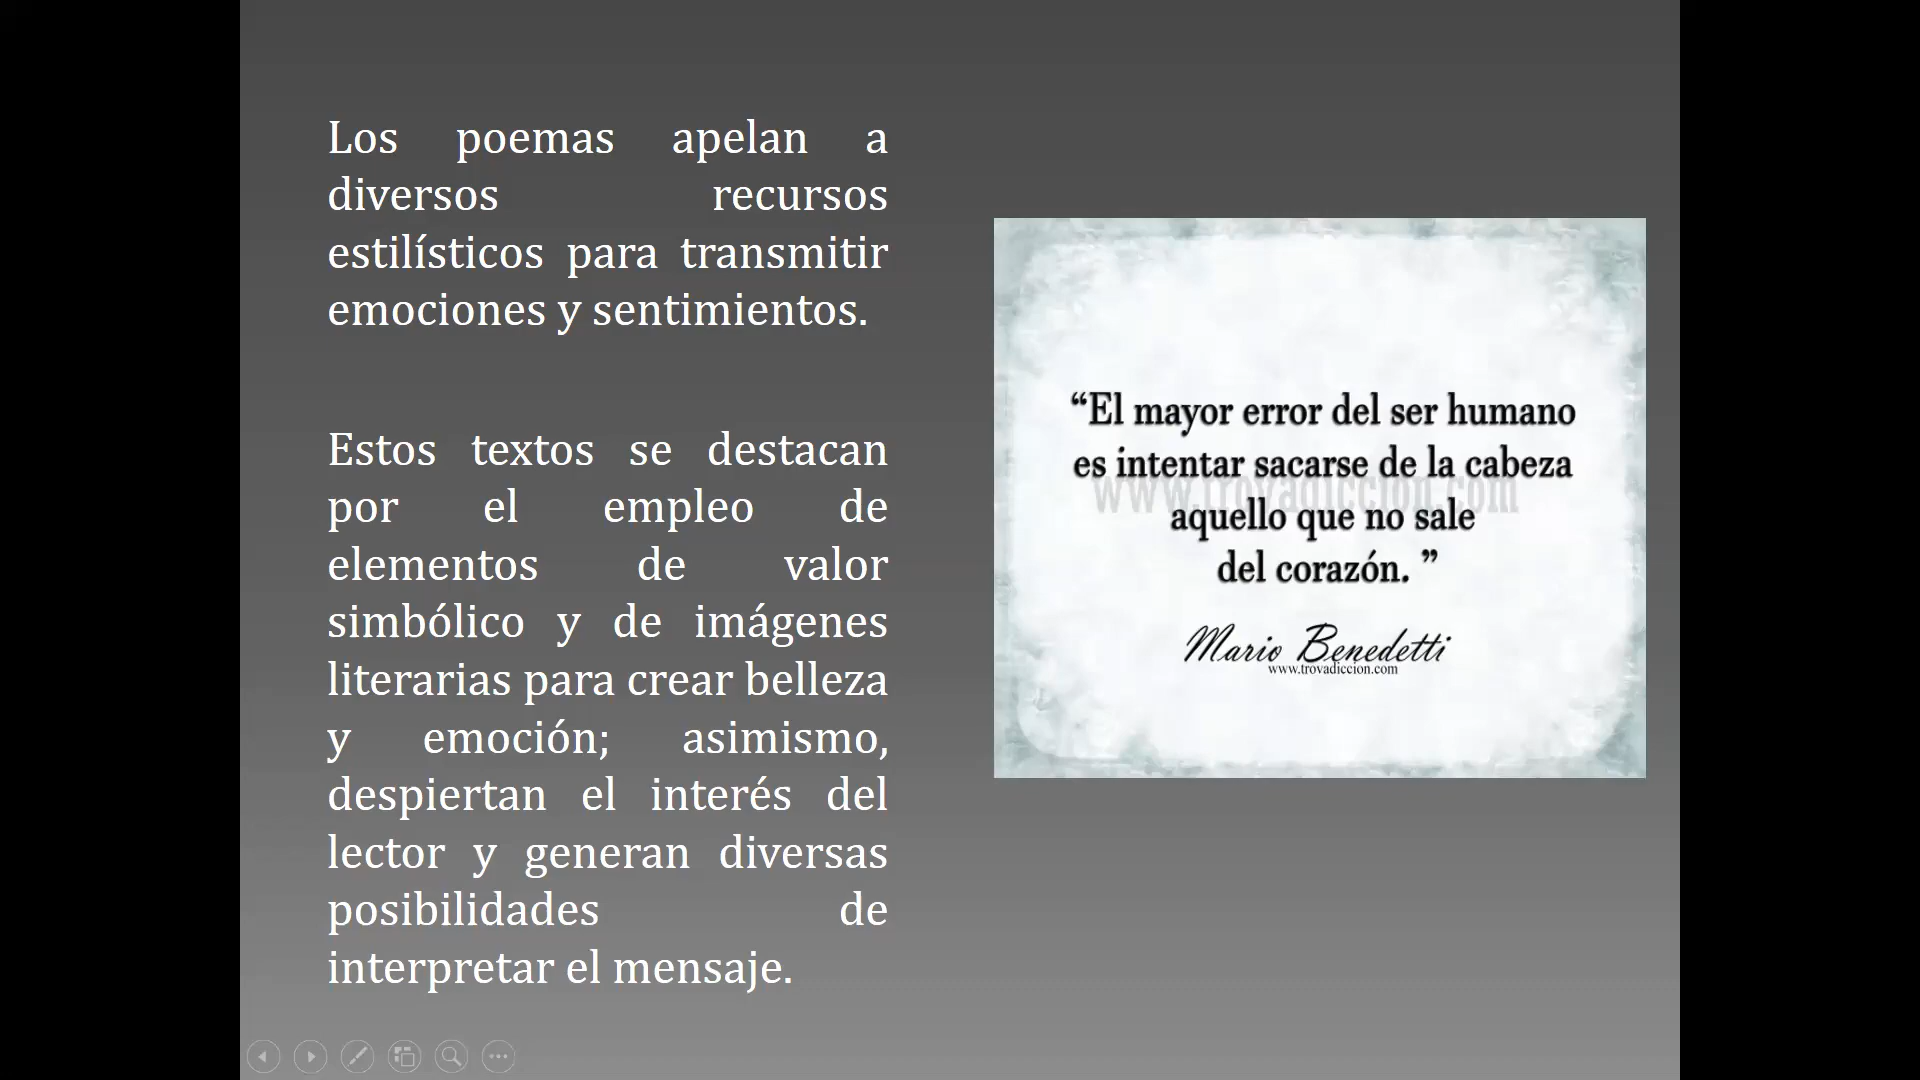 Los poemas apelan a
diversos recursos
estilísticos para transmitir
emociones y sentimientos.
Estos textos se destacan
por el empleo de
elementos de valor
simbólico y de imágenes
literarias para crear belleza
y emoción; asimismo,
despiertan el interés del
lector y generan diversas
posibilidades de
interpretar el mensaje.
“El mayor error del ser humano
es intentar sacarse de la cabeza
www.trovadiccion.com
aquello que no sale
del corazón. ”
Mario Benedetti
www.trovadiccion.com